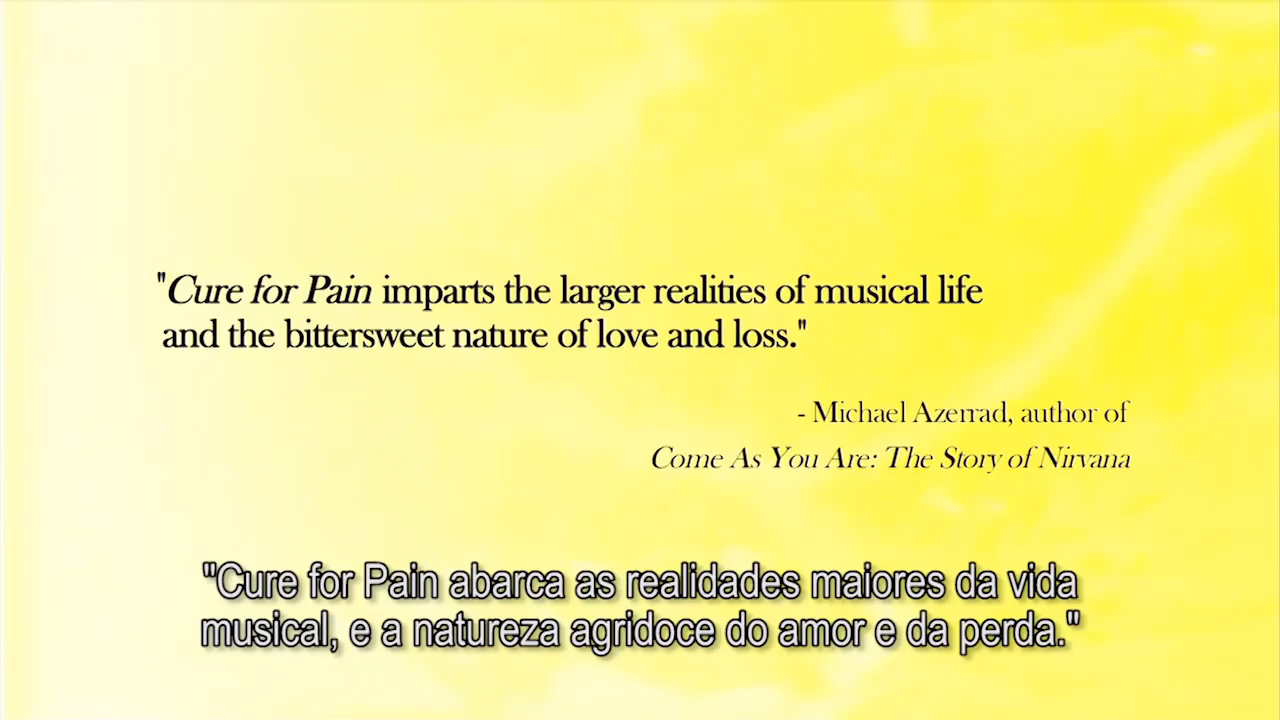 "Cure for Pain imparts the larger realities of musical life
and the bittersweet nature of love and loss."
- Michael Azerrad, author of
Come As You Are: The Story of Nirvana
"Cure for Pain abarca as realidades maiores da vida
musical, e a natureza agridoce do amor e da perda."